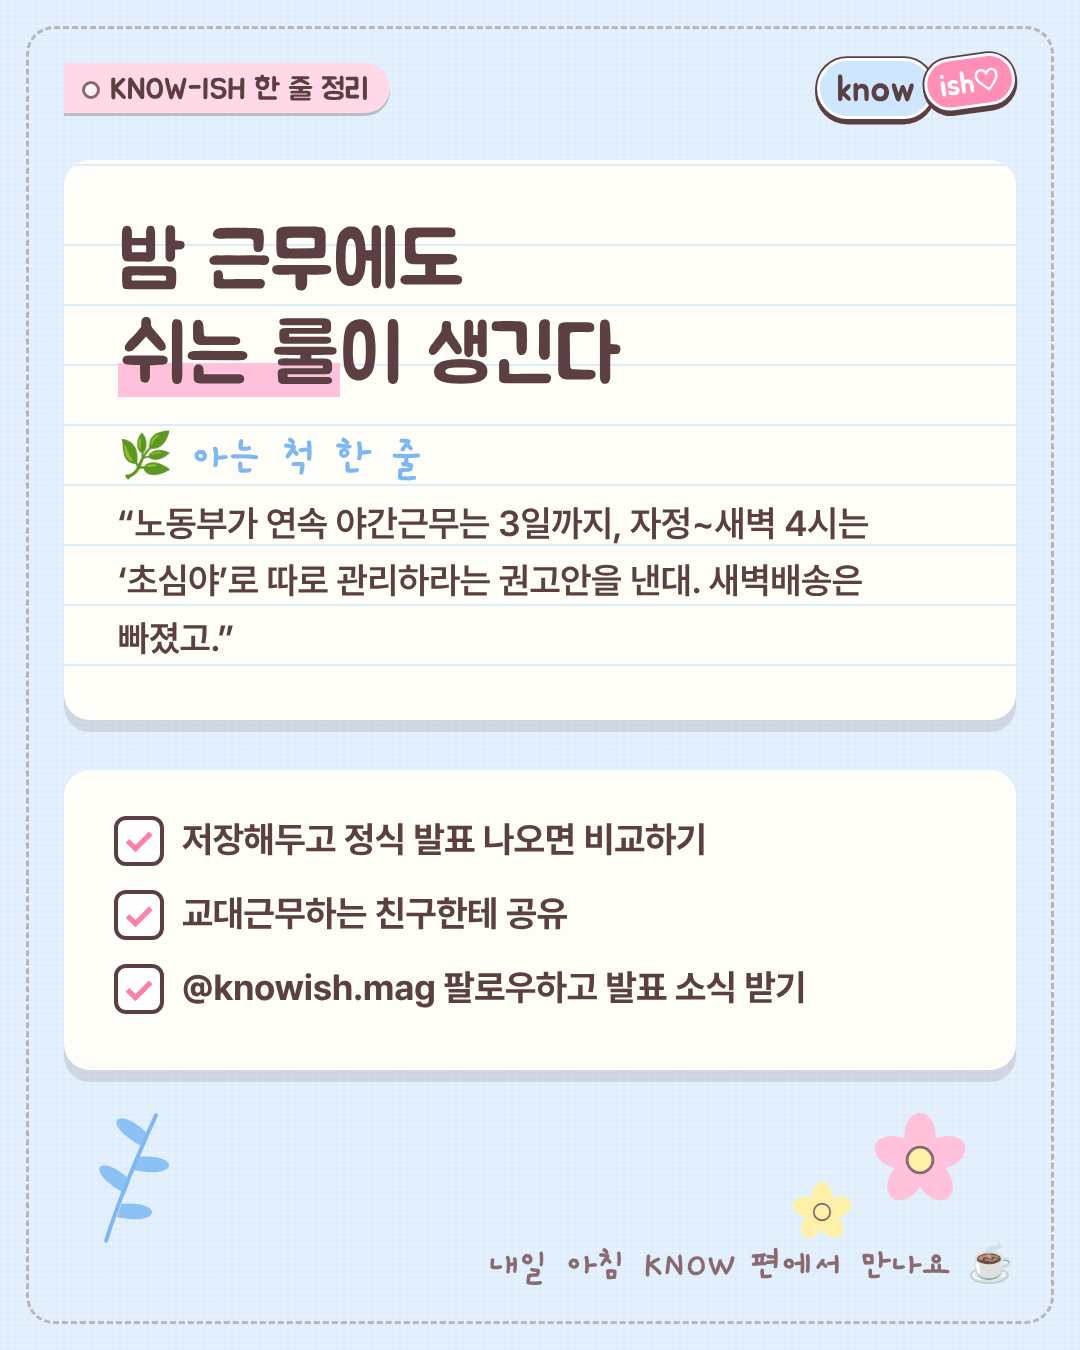 KNOW-ISH 한 줄 정리
know ish♡
밤 근무에도
쉬는 룰이 생긴다
🌿 아는 척 한 줄
“노동부가 연속 야간근무는 3일까지, 자정~새벽 4시는
‘초심야’로 따로 관리하라는 권고안을 낸대. 새벽배송은
빠졌고.”
저장해두고 정식 발표 나오면 비교하기
교대근무하는 친구한테 공유
@knowish.mag 팔로우하고 발표 소식 받기
내일 아침 KNOW 편에서 만나요 ☕